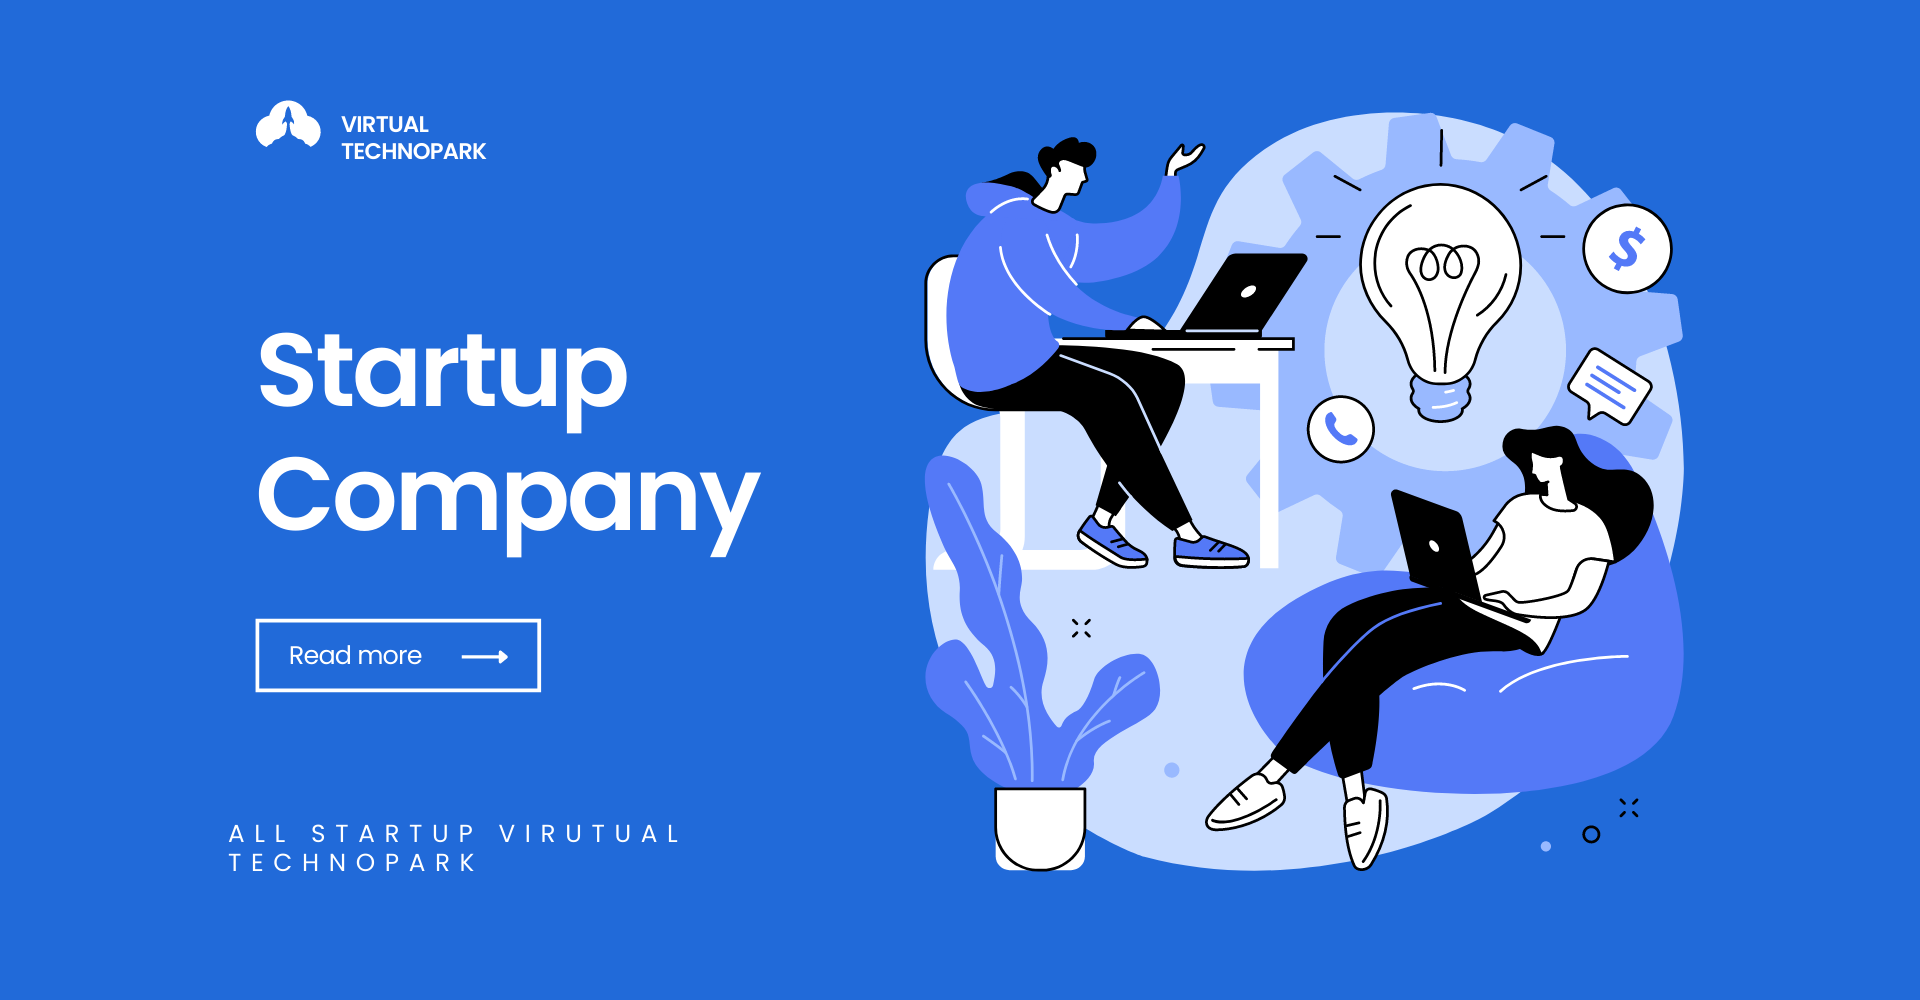 VIRTUAL
TECHNOPARK
Startup
Company
Read more
ALL STARTUP VIRUTUAL
TECHNOPARK
$